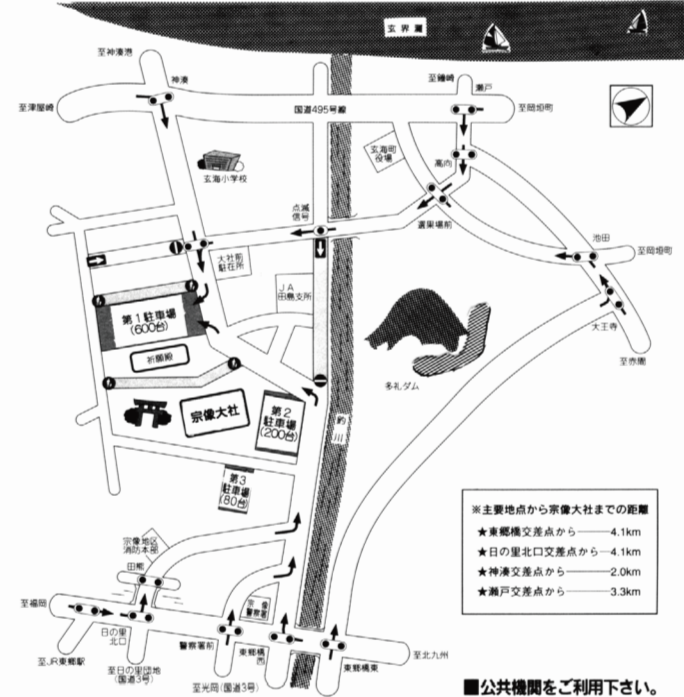 玄界灘
至神湊港
神湊
至鐘崎
瀬戸
至津屋崎
国道495号線
至岡垣町
玄海町
役場
高向
玄海小学校
点滅
信号
選果場前
池田
至岡垣町
大社前
駐在所
JA
田島支所
大王寺
至赤間
第1駐車場
(600台)
祈願殿
多礼ダム
宗像大社
第2
駐車場
(200台)
釣川
第3
駐車場
(80台)
※主要地点から宗像大社までの距離
★東郷橋交差点から―――4.1km
★日の里北口交差点から―4.1km
★神湊交差点から――――2.0km
★瀬戸交差点から――――3.3km
宗像地区
消防本部
田熊
至福岡
宗像
警察署
日の里
北口
警察署前
東郷橋
西
東郷橋東
至北九州
至JR東郷駅
至日の里団地
(国道3号)
至光岡(国道3号)
■公共機関をご利用下さい。